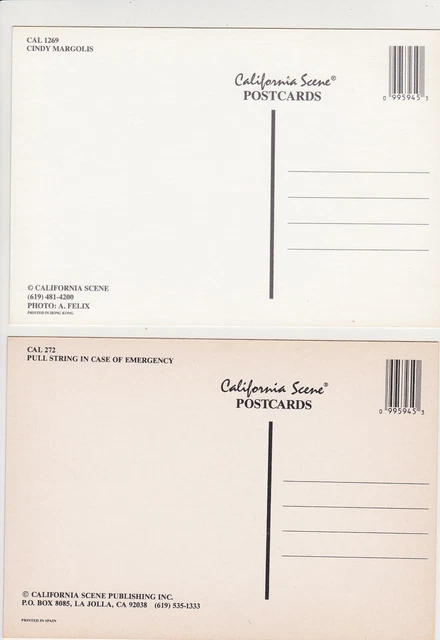 CAL 1269
CINDY MARGOLIS
California Scene®
POSTCARDS
0 995945 3
© CALIFORNIA SCENE
(619) 481-4200
PHOTO: A. FELIX
PRINTED IN HONG KONG
CAL 272
PULL STRING IN CASE OF EMERGENCY
California Scene®
POSTCARDS
0 995945 3
© CALIFORNIA SCENE PUBLISHING INC.
P.O. BOX 8085, LA JOLLA, CA 92038 (619) 535-1333
PRINTED IN SPAIN